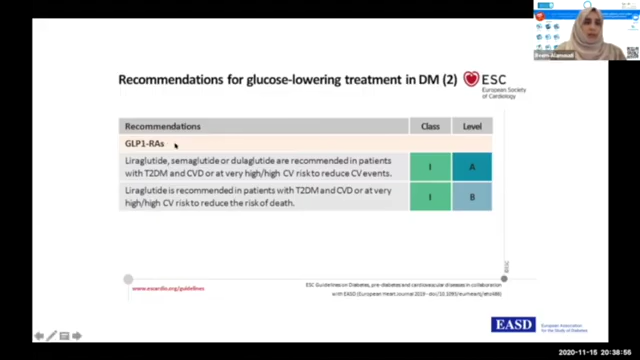 Recommendations for glucose-lowering treatment in DM (2)
ESC
European Society
of Cardiology
Recommendations Class Level
GLP1-RAs
Liraglutide, semaglutide or dulaglutide are recommended in patients
with T2DM and CVD or at very high/high CV risk to reduce CV events. I A
Liraglutide is recommended in patients with T2DM and CVD or at very
high/high CV risk to reduce the risk of death. I B
©ESC
www.escardio.org/guidelines
ESC Guidelines on Diabetes, pre-diabetes and cardiovascular diseases in collaboration
with EASD (European Heart Journal 2019 -
EASD
European Association
for the Study of Diabetes
2020-11-15 20:38:56